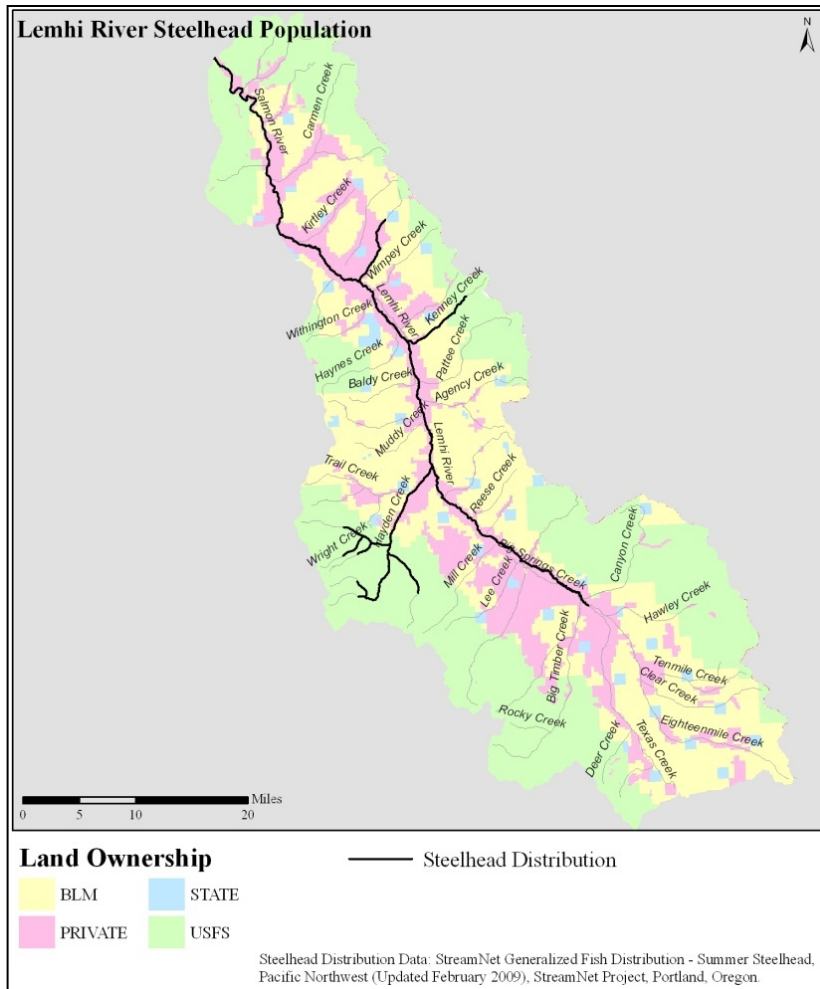 Lemhi River Steelhead Population
N
Salmon River
Carmen Creek
Kirtley Creek
Wimpey Creek
Lemhi River
Kenney Creek
Withington Creek
Haynes Creek
Pattee Creek
Baldy Creek
Agency Creek
Muddy Creek
Lemhi River
Trail Creek
Reese Creek
Hayden Creek
Wright Creek
Big Springs Creek
Canyon Creek
Mill Creek
Lee Creek
Hawley Creek
Big Timber Creek
Tenmile Creek
Clear Creek
Rocky Creek
Eighteenmile Creek
Deer Creek
Texas Creek
Miles
0 5 10 20
Land Ownership
Steelhead Distribution
BLM
STATE
PRIVATE
USFS
Steelhead Distribution Data: StreamNet Generalized Fish Distribution - Summer Steelhead,
Pacific Northwest (Updated February 2009), StreamNet Project, Portland, Oregon.